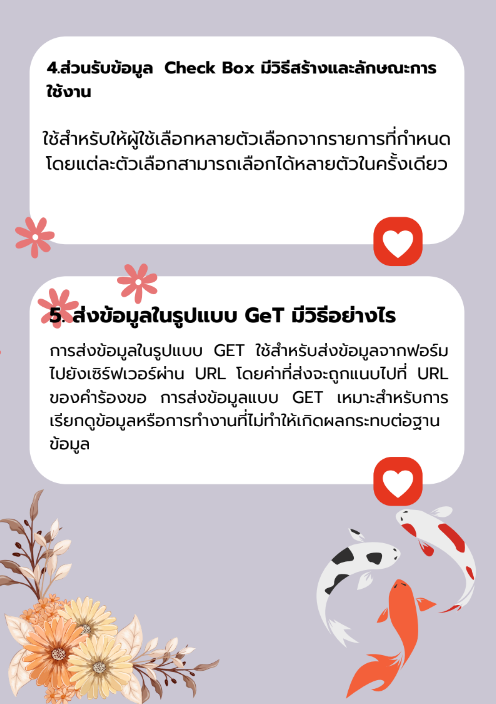 4.ส่วนรับข้อมูล Check Box มีวิธีสร้างและลักษณะการ
ใช้งาน
ใช้สำหรับให้ผู้ใช้เลือกหลายตัวเลือกจากรายการที่กำหนด
โดยแต่ละตัวเลือกสามารถเลือกได้หลายตัวในครั้งเดียว
5. ส่งข้อมูลในรูปแบบ GeT มีวิธีอย่างไร
การส่งข้อมูลในรูปแบบ GET ใช้สำหรับส่งข้อมูลจากฟอร์ม
ไปยังเซิร์ฟเวอร์ผ่าน URL โดยค่าที่ส่งจะถูกแนบไปที่ URL
ของคำร้องขอ การส่งข้อมูลแบบ GET เหมาะสำหรับการ
เรียกดูข้อมูลหรือการทำงานที่ไม่ทำให้เกิดผลกระทบต่อฐาน
ข้อมูล